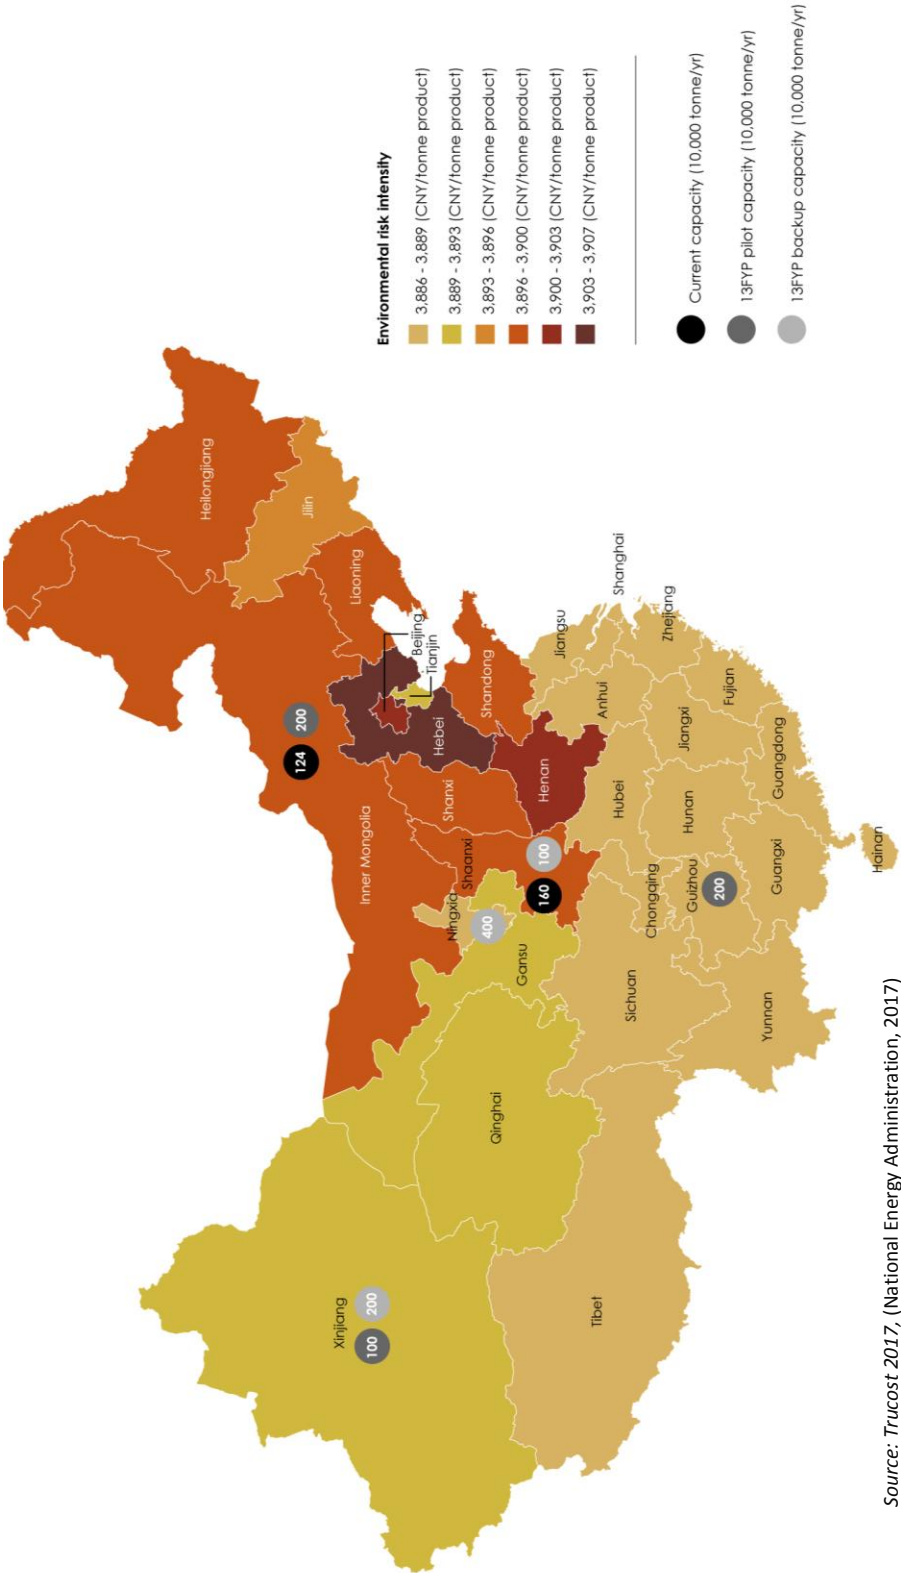 Heilongjiang
Jilin
Liaoning
Inner Mongolia
124
200
Beijing
Tianjin
Hebei
Shanxi
Shandong
Shaanxi
Ningxia
400
160
100
Henan
Gansu
Xinjiang
100
200
Qinghai
Tibet
Sichuan
Chongqing
Hubei
Anhui
Jiangsu
Shanghai
Zhejiang
Jiangxi
Hunan
Guizhou
200
Fujian
Yunnan
Guangxi
Guangdong
Hainan
Environmental risk intensity
3,886 - 3,889 (CNY/tonne product)
3,889 - 3,893 (CNY/tonne product)
3,893 - 3,896 (CNY/tonne product)
3,896 - 3,900 (CNY/tonne product)
3,900 - 3,903 (CNY/tonne product)
3,903 - 3,907 (CNY/tonne product)
Current capacity (10,000 tonne/yr)
13FYP pilot capacity (10,000 tonne/yr)
13FYP backup capacity (10,000 tonne/yr)
Source: Trucost 2017, (National Energy Administration, 2017)